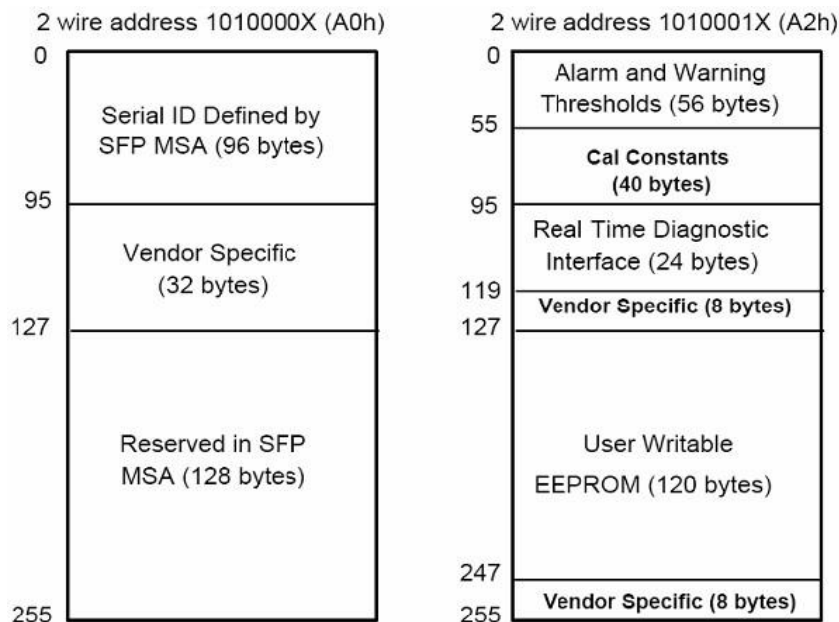 2 wire address 1010000X (A0h)
0
Serial ID Defined by
SFP MSA (96 bytes)
95
Vendor Specific
(32 bytes)
127
Reserved in SFP
MSA (128 bytes)
255
2 wire address 1010001X (A2h)
0
Alarm and Warning
Thresholds (56 bytes)
55
Cal Constants
(40 bytes)
95
Real Time Diagnostic
Interface (24 bytes)
119
Vendor Specific (8 bytes)
127
User Writable
EEPROM (120 bytes)
247
Vendor Specific (8 bytes)
255